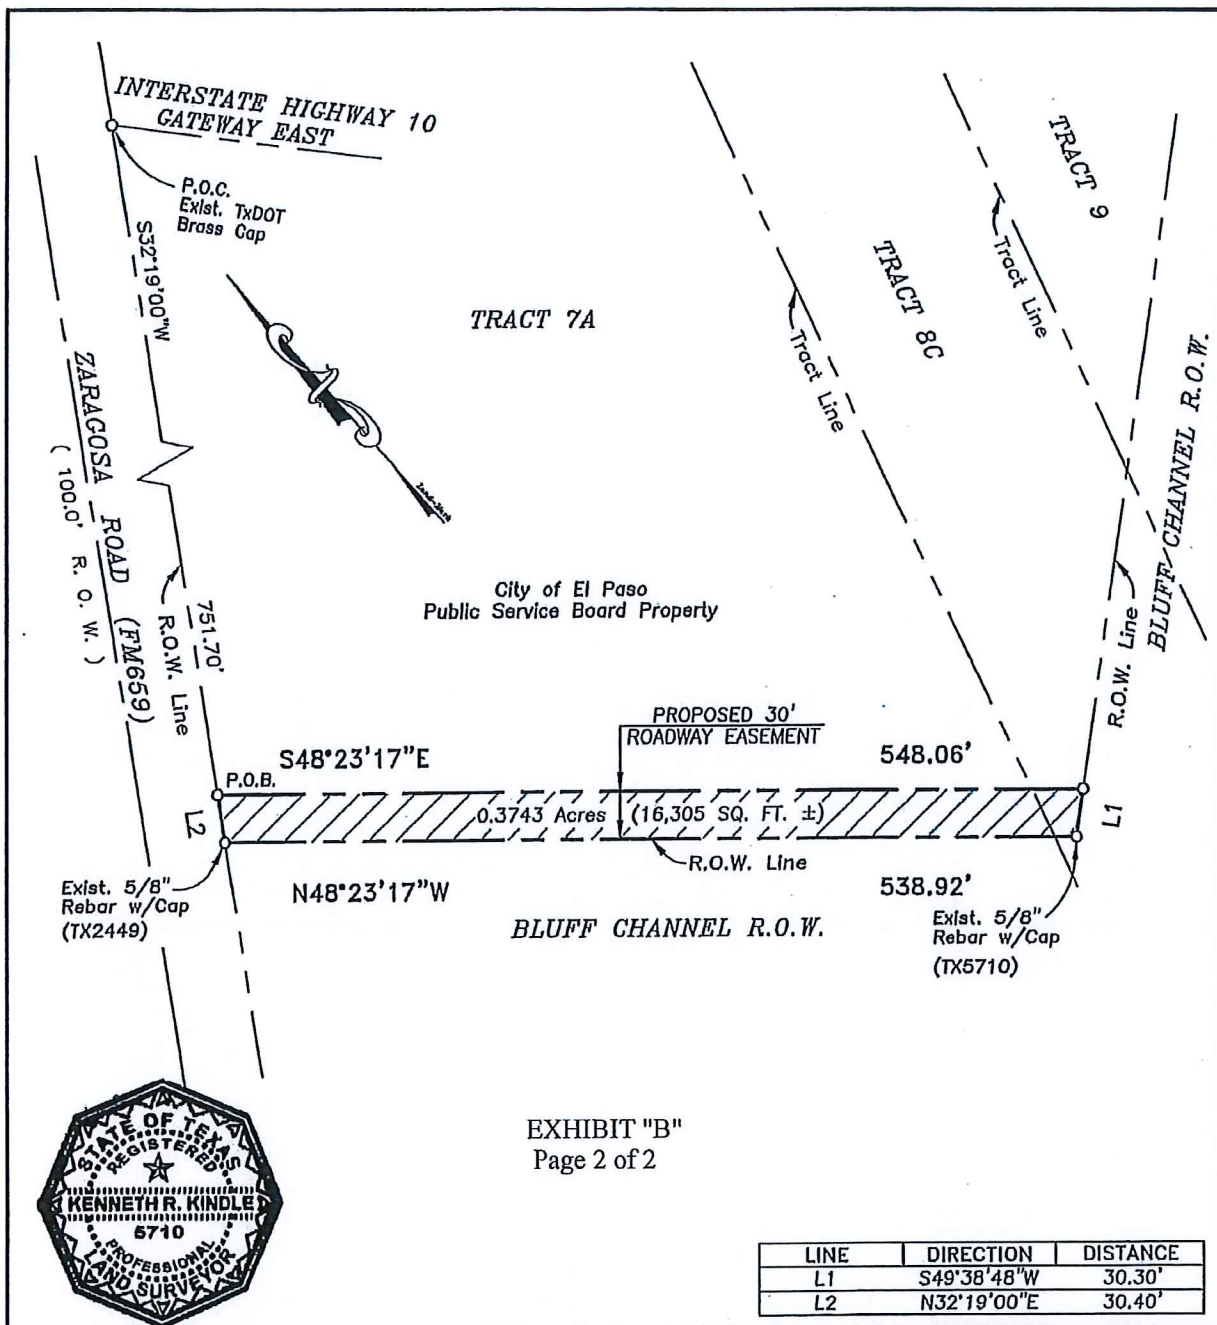 INTERSTATE HIGHWAY 10
GATEWAY EAST
P.O.C.
Exist. TxDOT
Brass Cap
S32°19'00"W
TRACT 7A
TRACT 8C
TRACT 9
Tract Line
Tract Line
ZARAGOSA ROAD (FM659)
( 100.0' R. O. W. )
751.70'
R.O.W. Line
City of El Paso
Public Service Board Property
BLUFF CHANNEL R.O.W.
R.O.W. Line
PROPOSED 30'
ROADWAY EASEMENT
S48°23'17"E
548.06'
P.O.B.
L2
0.3743 Acres (16,305 SQ. FT. ±)
L1
R.O.W. Line
Exist. 5/8"
Rebar w/Cap
(TX2449)
N48°23'17"W
538.92'
BLUFF CHANNEL R.O.W.
Exist. 5/8"
Rebar w/Cap
(TX5710)
EXHIBIT "B"
Page 2 of 2
STATE OF TEXAS
REGISTERED
KENNETH R. KINDLE
5710
PROFESSIONAL
LAND SURVEYOR
LINE DIRECTION DISTANCE
L1 S49°38'48"W 30.30'
L2 N32°19'00"E 30.40'